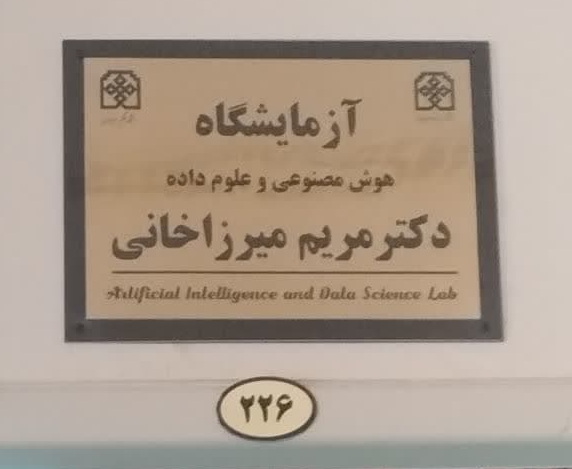 آزمایشگاه
هوش مصنوعی و علوم داده
دکتر مریم میرزاخانی
Artificial Intelligence and Data Science Lab
۲۲۶